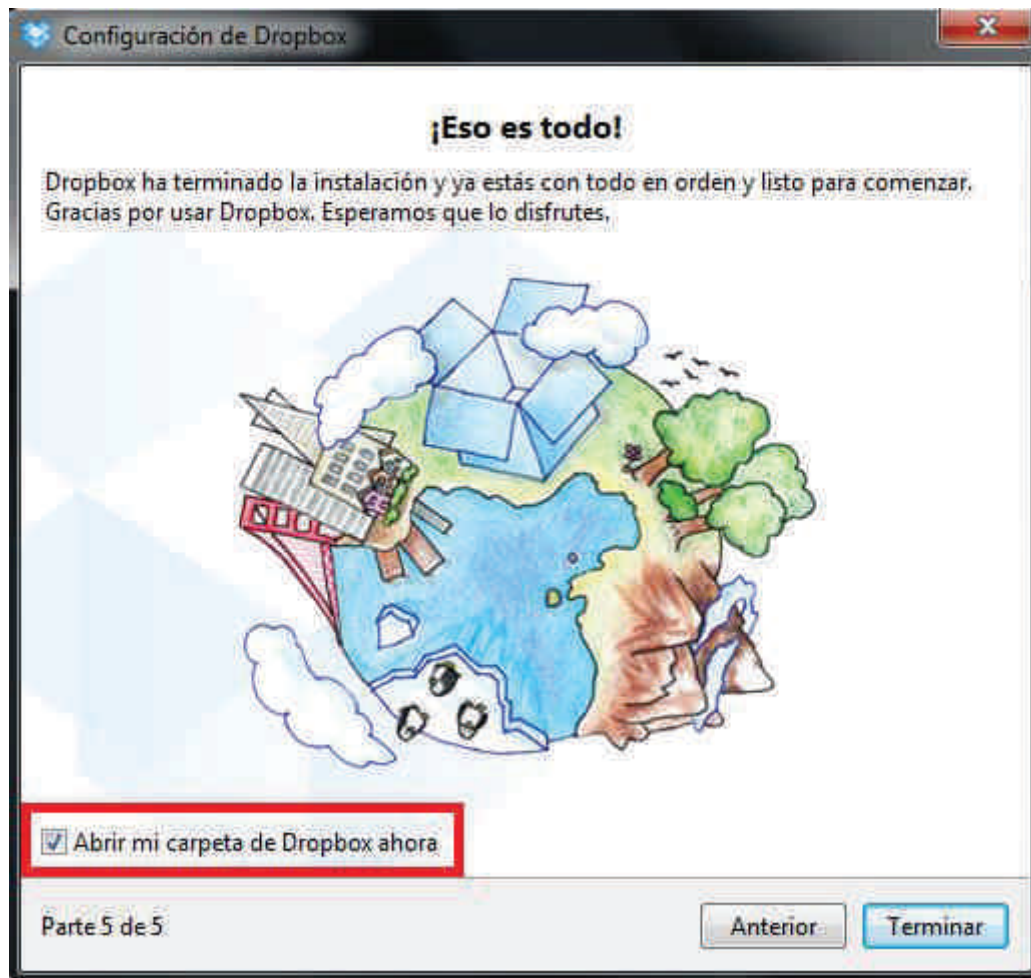 Configuración de Dropbox
¡Eso es todo!
Dropbox ha terminado la instalación y ya estás con todo en orden y listo para comenzar.
Gracias por usar Dropbox. Esperamos que lo disfrutes.
Abrir mi carpeta de Dropbox ahora
Parte 5 de 5
Anterior
Terminar